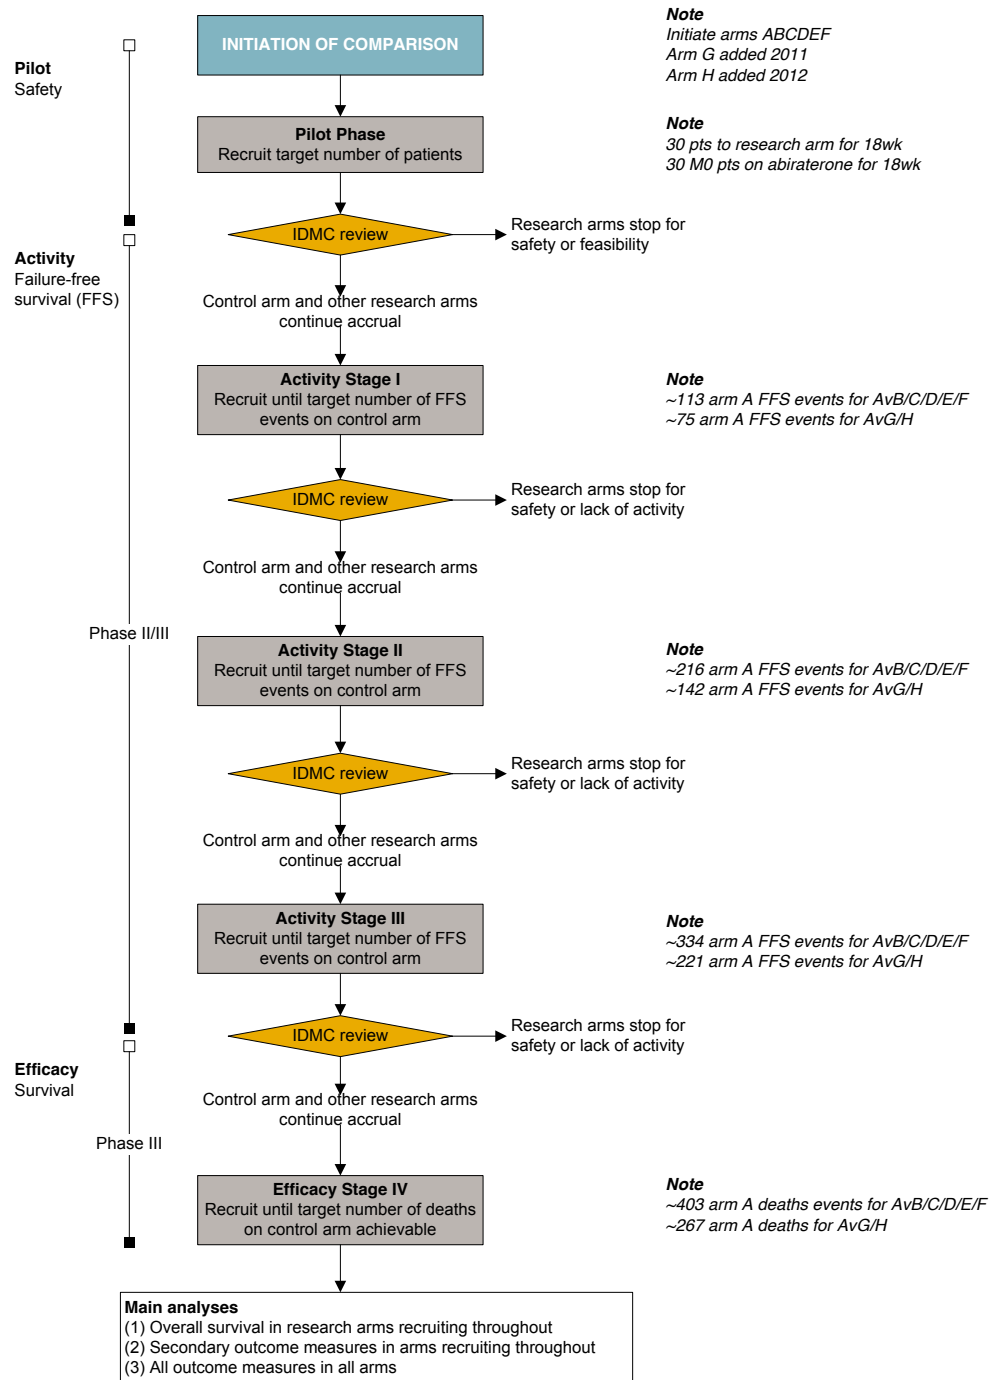 INITIATION OF COMPARISON
Note
Initiate arms ABCDEF
Arm G added 2011
Arm H added 2012
Pilot
Safety
Pilot Phase
Recruit target number of patients
Note
30 pts to research arm for 18wk
30 M0 pts on abiraterone for 18wk
IDMC review
Research arms stop for
safety or feasibility
Activity
Failure-free
survival (FFS)
Control arm and other research arms
continue accrual
Activity Stage I
Recruit until target number of FFS
events on control arm
Note
~113 arm A FFS events for AvB/C/D/E/F
~75 arm A FFS events for AvG/H
IDMC review
Research arms stop for
safety or lack of activity
Control arm and other research arms
continue accrual
Phase II/III
Activity Stage II
Recruit until target number of FFS
events on control arm
Note
~216 arm A FFS events for AvB/C/D/E/F
~142 arm A FFS events for AvG/H
IDMC review
Research arms stop for
safety or lack of activity
Control arm and other research arms
continue accrual
Activity Stage III
Recruit until target number of FFS
events on control arm
Note
~334 arm A FFS events for AvB/C/D/E/F
~221 arm A FFS events for AvG/H
IDMC review
Research arms stop for
safety or lack of activity
Efficacy
Survival
Control arm and other research arms
continue accrual
Phase III
Efficacy Stage IV
Recruit until target number of deaths
on control arm achievable
Note
~403 arm A deaths events for AvB/C/D/E/F
~267 arm A deaths for AvG/H
Main analyses
(1) Overall survival in research arms recruiting throughout
(2) Secondary outcome measures in arms recruiting throughout
(3) All outcome measures in all arms